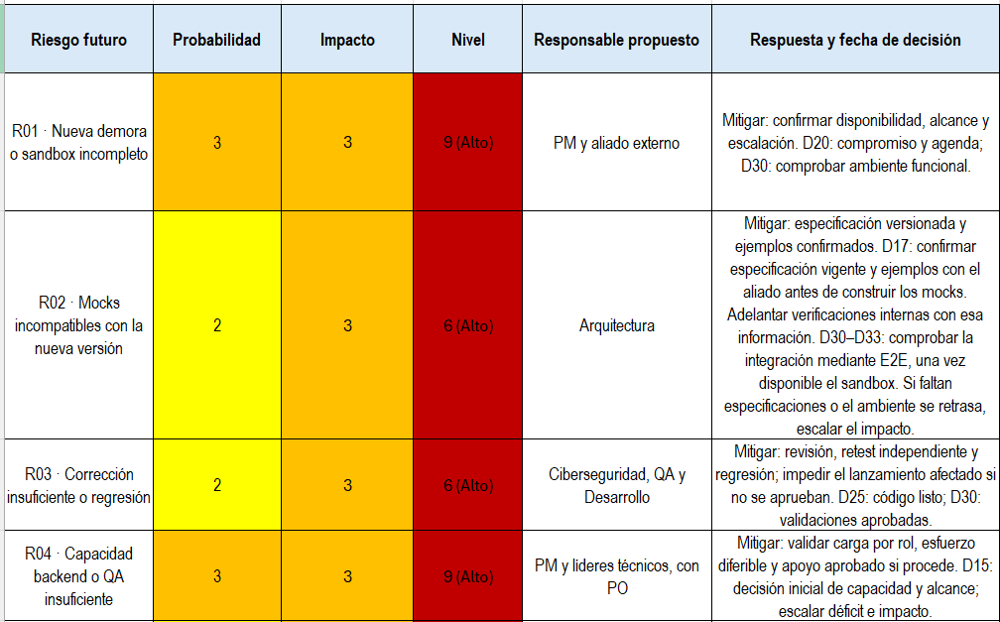 Riesgo futuro
Probabilidad
Impacto
Nivel
Responsable propuesto
Respuesta y fecha de decisión
R01 · Nueva demora
o sandbox incompleto
3
3
9 (Alto)
PM y aliado externo
Mitigar: confirmar disponibilidad, alcance y
escalación. D20: compromiso y agenda;
D30: comprobar ambiente funcional.
R02 · Mocks
incompatibles con la
nueva versión
2
3
6 (Alto)
Arquitectura
Mitigar: especificación versionada y
ejemplos confirmados. D17: confirmar
especificación vigente y ejemplos con el
aliado antes de construir los mocks.
Adelantar verificaciones internas con esa
información. D30–D33: comprobar la
integración mediante E2E, una vez
disponible el sandbox. Si faltan
especificaciones o el ambiente se retrasa,
escalar el impacto.
R03 · Corrección
insuficiente o regresión
2
3
6 (Alto)
Ciberseguridad, QA y
Desarrollo
Mitigar: revisión, retest independiente y
regresión; impedir el lanzamiento afectado si
no se aprueban. D25: código listo; D30:
validaciones aprobadas.
R04 · Capacidad
backend o QA
insuficiente
3
3
9 (Alto)
PM y líderes técnicos, con
PO
Mitigar: validar carga por rol, esfuerzo
diferible y apoyo aprobado si procede. D15:
decisión inicial de capacidad y alcance;
escalar déficit e impacto.